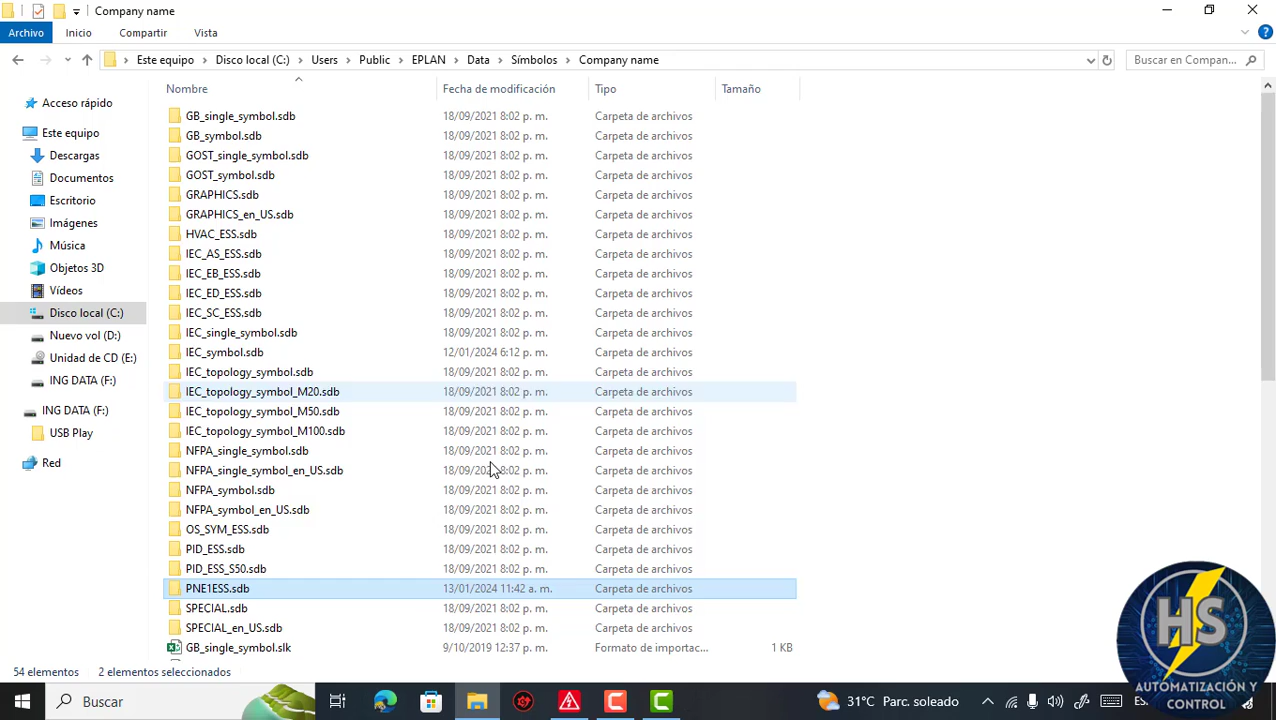 Company name
Archivo Inicio Compartir Vista
Este equipo Disco local (C:) Users Public EPLAN Data Símbolos Company name
Buscar en Compan...
Nombre Fecha de modificación Tipo Tamaño
Acceso rápido
Este equipo
Descargas
Documentos
Escritorio
Imágenes
Música
Objetos 3D
Vídeos
Disco local (C:)
Nuevo vol (D:)
Unidad de CD (E:)
ING DATA (F:)
ING DATA (F:)
USB Play
Red
GB_single_symbol.sdb 18/09/2021 8:02 p. m. Carpeta de archivos
GB_symbol.sdb 18/09/2021 8:02 p. m. Carpeta de archivos
GOST_single_symbol.sdb 18/09/2021 8:02 p. m. Carpeta de archivos
GOST_symbol.sdb 18/09/2021 8:02 p. m. Carpeta de archivos
GRAPHICS.sdb 18/09/2021 8:02 p. m. Carpeta de archivos
GRAPHICS_en_US.sdb 18/09/2021 8:02 p. m. Carpeta de archivos
HVAC_ESS.sdb 18/09/2021 8:02 p. m. Carpeta de archivos
IEC_AS_ESS.sdb 18/09/2021 8:02 p. m. Carpeta de archivos
IEC_EB_ESS.sdb 18/09/2021 8:02 p. m. Carpeta de archivos
IEC_ED_ESS.sdb 18/09/2021 8:02 p. m. Carpeta de archivos
IEC_SC_ESS.sdb 18/09/2021 8:02 p. m. Carpeta de archivos
IEC_single_symbol.sdb 18/09/2021 8:02 p. m. Carpeta de archivos
IEC_symbol.sdb 12/01/2024 6:12 p. m. Carpeta de archivos
IEC_topology_symbol.sdb 18/09/2021 8:02 p. m. Carpeta de archivos
IEC_topology_symbol_M20.sdb 18/09/2021 8:02 p. m. Carpeta de archivos
IEC_topology_symbol_M50.sdb 18/09/2021 8:02 p. m. Carpeta de archivos
IEC_topology_symbol_M100.sdb 18/09/2021 8:02 p. m. Carpeta de archivos
NFPA_single_symbol.sdb 18/09/2021 8:02 p. m. Carpeta de archivos
NFPA_single_symbol_en_US.sdb 18/09/2021 8:02 p. m. Carpeta de archivos
NFPA_symbol.sdb 18/09/2021 8:02 p. m. Carpeta de archivos
NFPA_symbol_en_US.sdb 18/09/2021 8:02 p. m. Carpeta de archivos
OS_SYM_ESS.sdb 18/09/2021 8:02 p. m. Carpeta de archivos
PID_ESS.sdb 18/09/2021 8:02 p. m. Carpeta de archivos
PID_ESS_S50.sdb 18/09/2021 8:02 p. m. Carpeta de archivos
PNE1ESS.sdb 13/01/2024 11:42 a. m. Carpeta de archivos
SPECIAL.sdb 18/09/2021 8:02 p. m. Carpeta de archivos
SPECIAL_en_US.sdb 18/09/2021 8:02 p. m. Carpeta de archivos
GB_single_symbol.slk 9/10/2019 12:37 p. m. Formato de importac... 1 KB
54 elementos 2 elementos seleccionados
HS
AUTOMATIZACIÓN Y
CONTROL
Buscar
31°C Parc. soleado